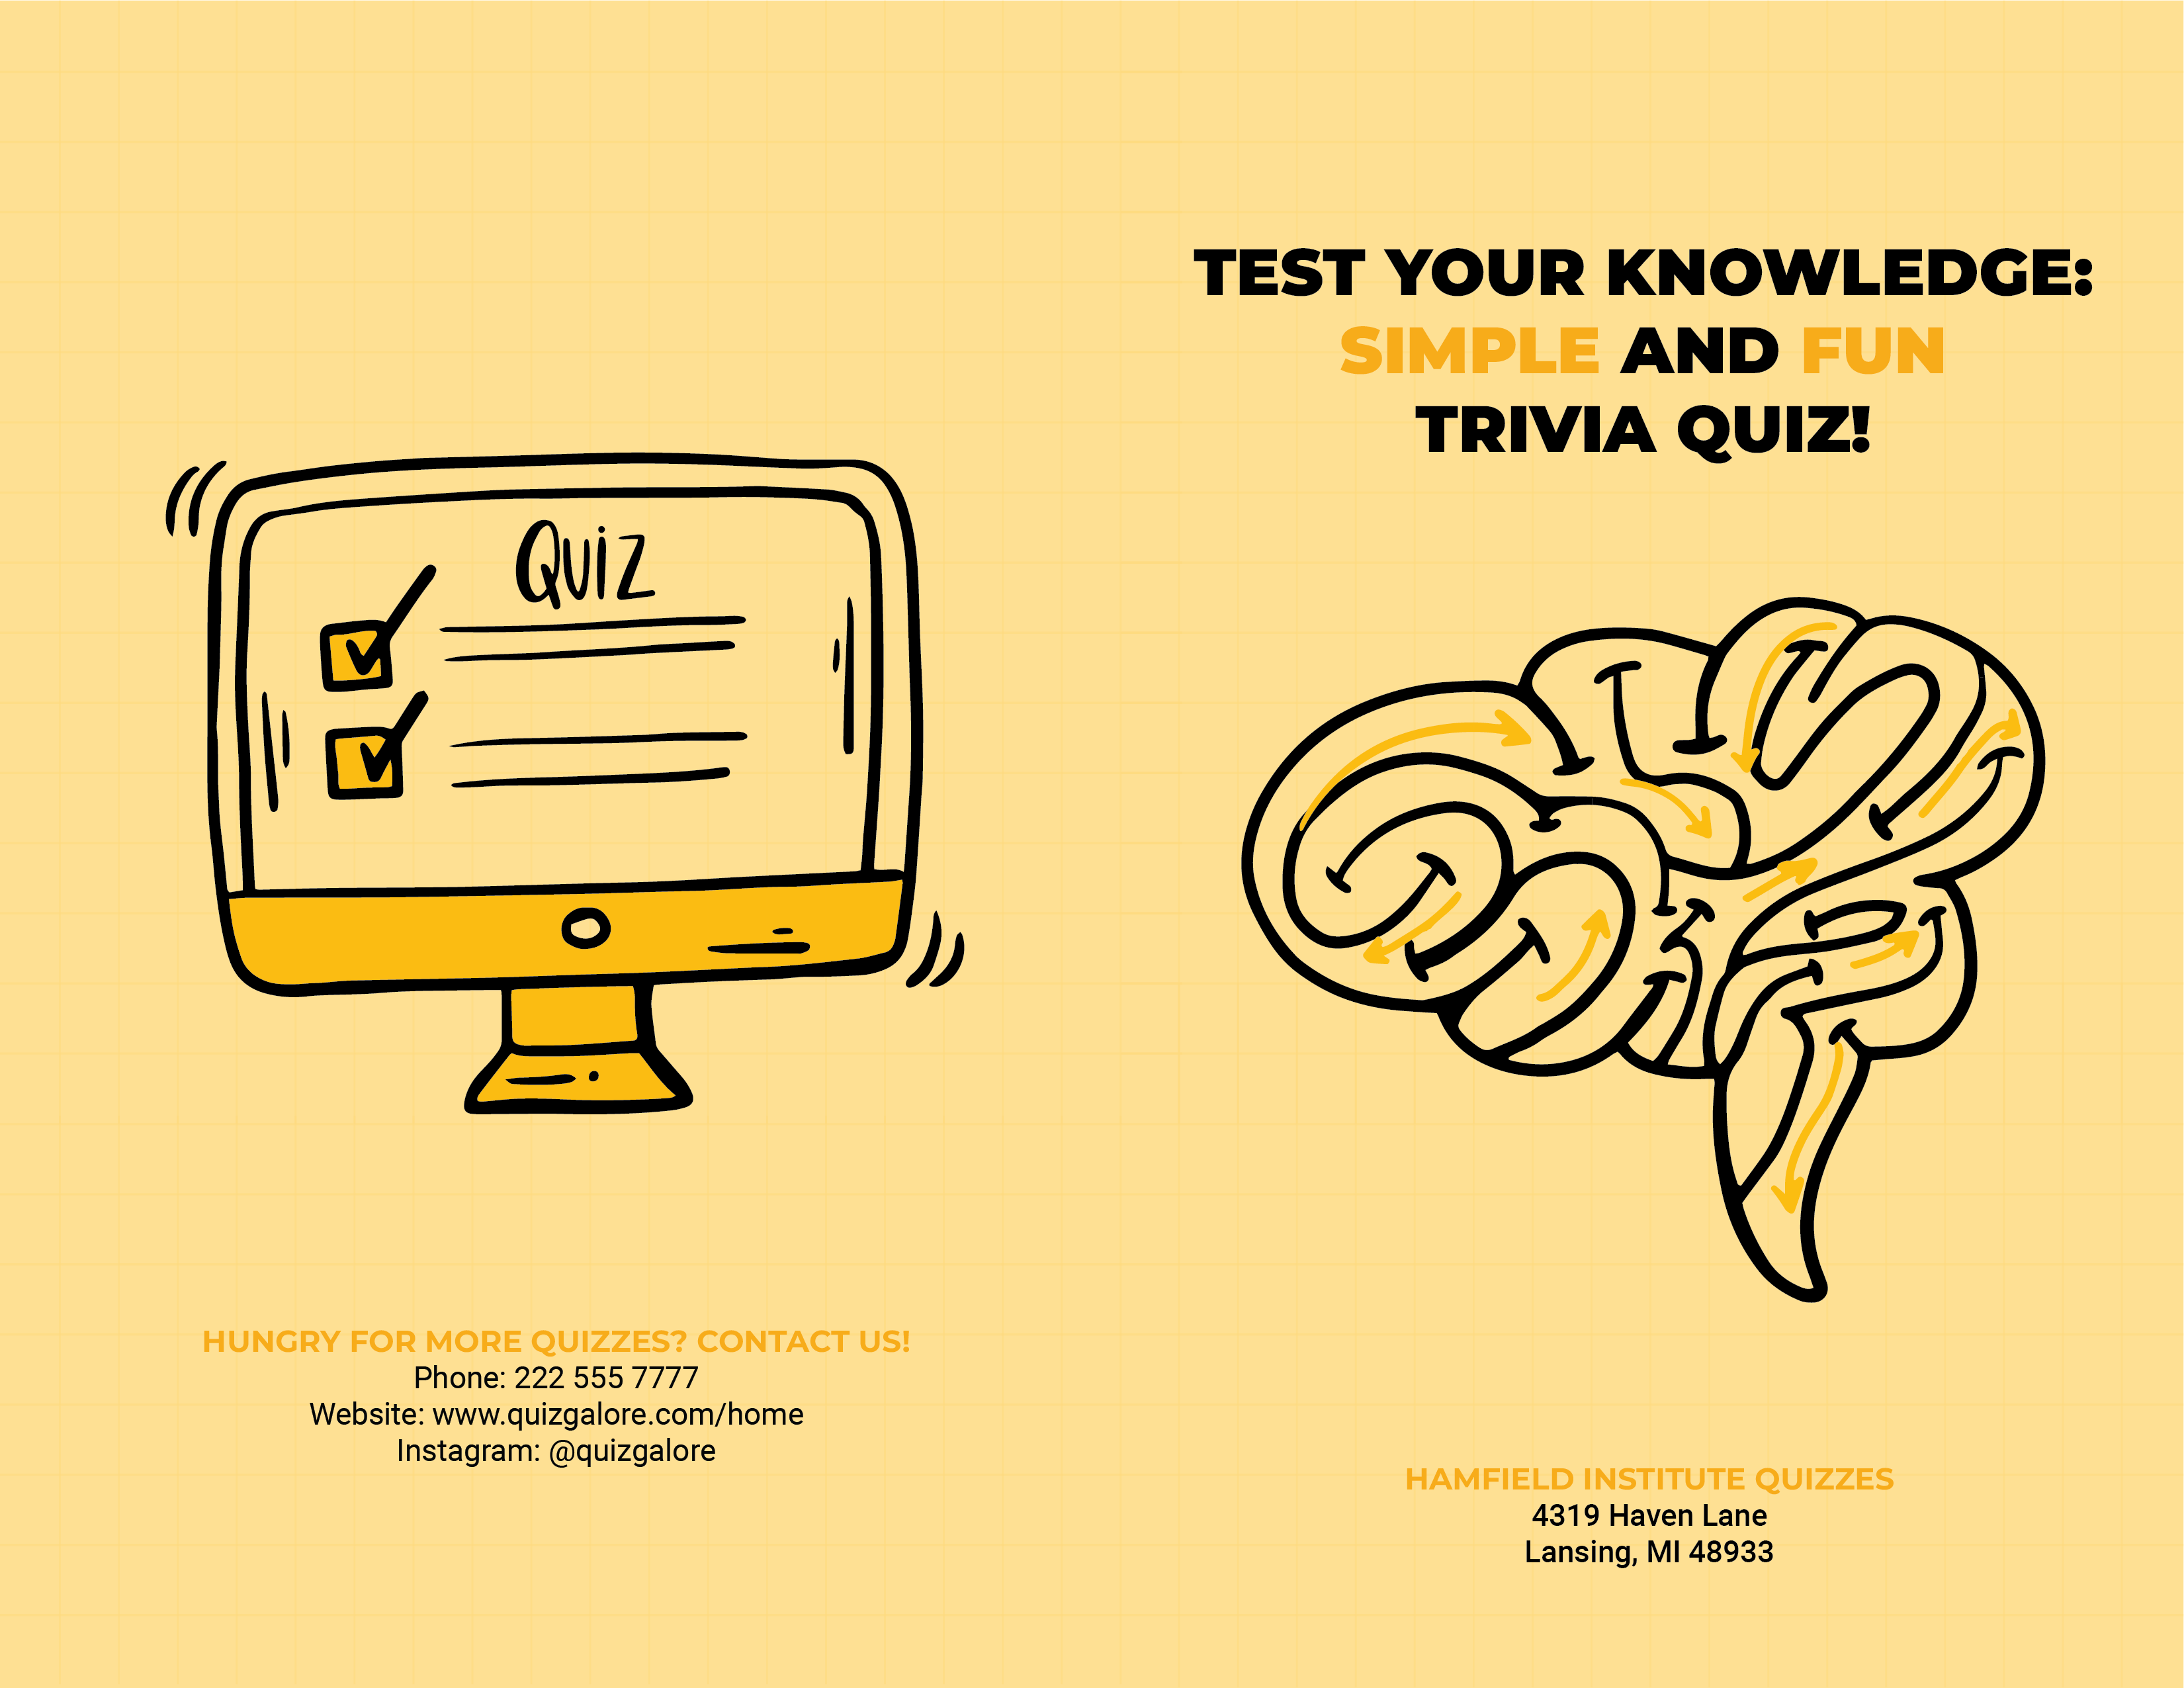 Quiz
HUNGRY FOR MORE QUIZZES? CONTACT US!
Phone: 222 555 7777
Website: www.quizgalore.com/home
Instagram: @quizgalore
TEST YOUR KNOWLEDGE:
SIMPLE AND FUN
TRIVIA QUIZ!
HAMFIELD INSTITUTE QUIZZES
4319 Haven Lane
Lansing, MI 48933